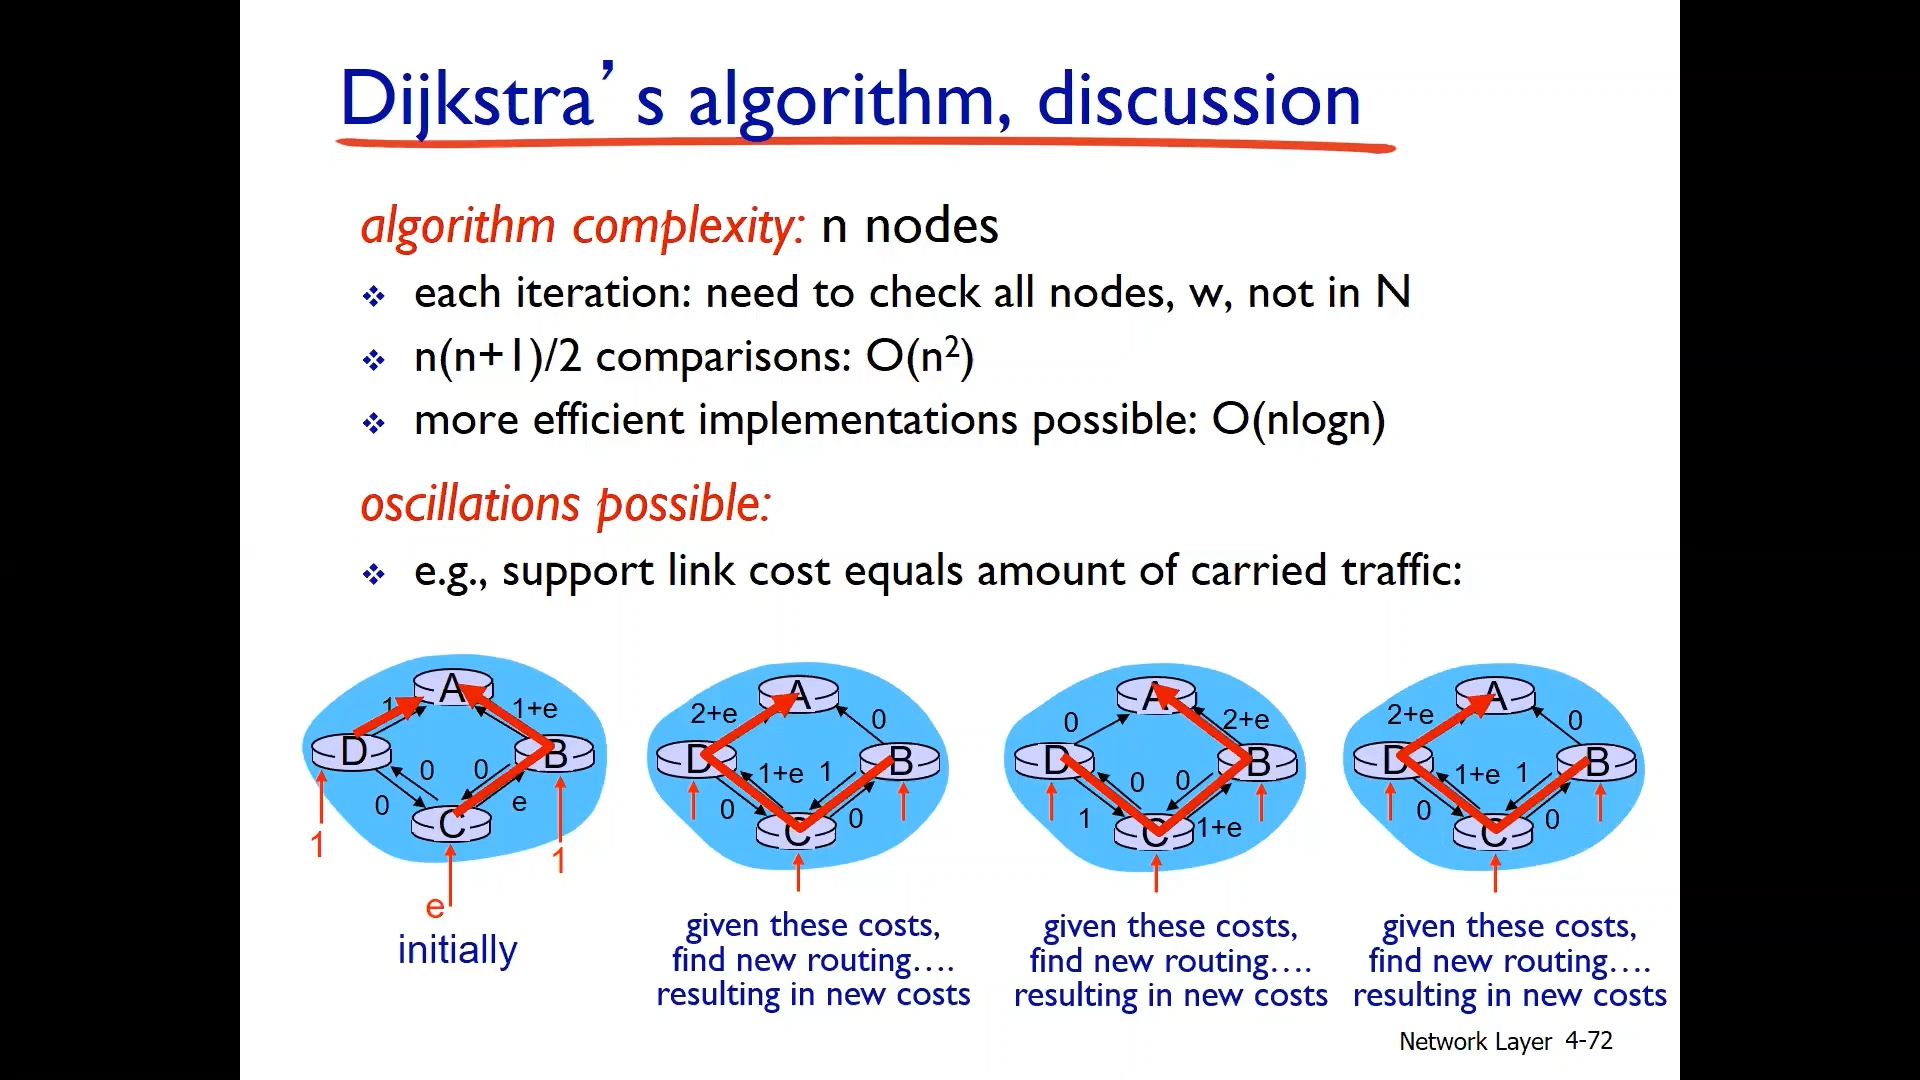 Dijkstra’s algorithm, discussion
algorithm complexity: n nodes
❖ each iteration: need to check all nodes, w, not in N
❖ n(n+1)/2 comparisons: O(n²)
❖ more efficient implementations possible: O(nlogn)
oscillations possible:
❖ e.g., support link cost equals amount of carried traffic:
A
1
1+e
D
B
0
0
0
e
C
1
1
e
initially
A
2+e
0
D
B
1+e
1
0
0
C
given these costs,
find new routing….
resulting in new costs
A
0
2+e
D
B
0
0
1
1+e
C
given these costs,
find new routing….
resulting in new costs
A
2+e
0
D
B
1+e
1
0
0
C
given these costs,
find new routing….
resulting in new costs
Network Layer 4-72